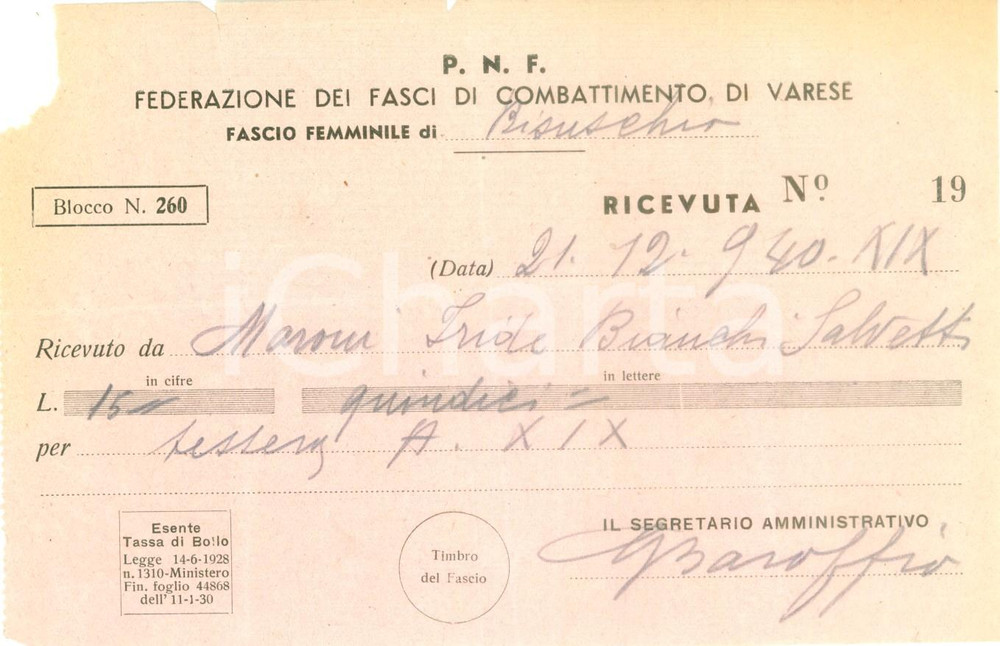 P. N. F.
FEDERAZIONE DEI FASCI DI COMBATTIMENTO DI VARESE
FASCIO FEMMINILE di Bisuschio
Blocco N. 260
RICEVUTA Nº 19
(Data) 21. 12. 940. XIX
Ricevuto da Maroni Iride Bianchi Salvetti
in cifre in lettere
L. 15 quindici =
per tessera A. XIX
Esente
Tassa di Bollo
Legge 14-6-1928
n. 1310-Ministero
Fin. foglio 44868
dell' 11-1-30
Timbro
del Fascio
IL SEGRETARIO AMMINISTRATIVO
GBaroffio
iCharta